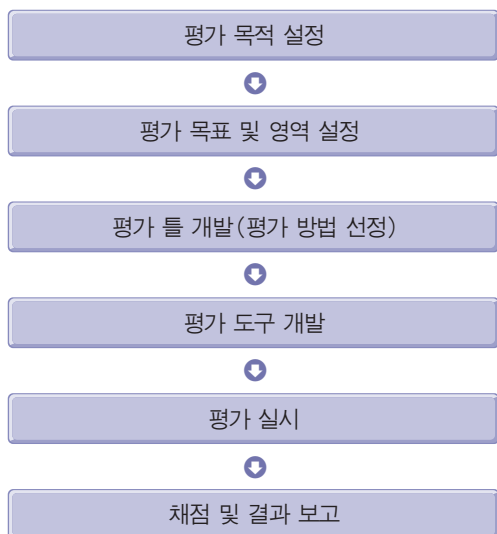 평가 목적 설정
평가 목표 및 영역 설정
평가 틀 개발(평가 방법 선정)
평가 도구 개발
평가 실시
채점 및 결과 보고